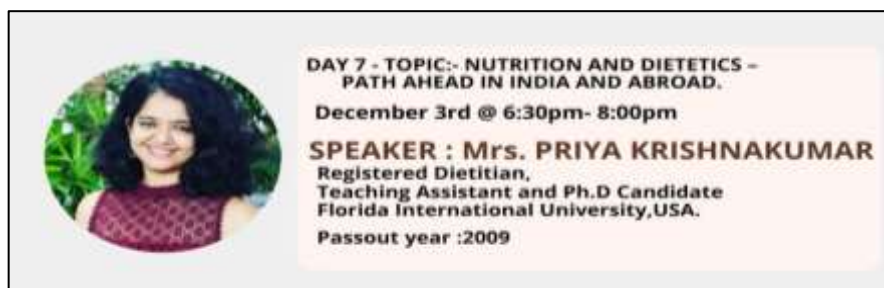 DAY 7 - TOPIC:- NUTRITION AND DIETETICS –
PATH AHEAD IN INDIA AND ABROAD.
December 3rd @ 6:30pm- 8:00pm
SPEAKER : Mrs. PRIYA KRISHNAKUMAR
Registered Dietitian,
Teaching Assistant and Ph.D Candidate
Florida International University,USA.
Passout year :2009